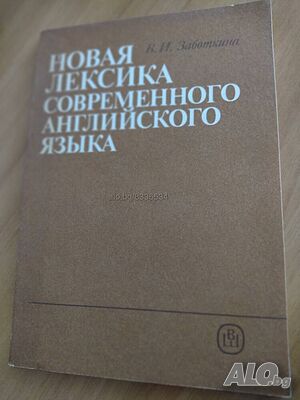 В. И. Заботкина
НОВАЯ
ЛЕКСИКА
СОВРЕМЕННОГО
АНГЛИЙСКОГО
ЯЗЫКА
ALO.bg